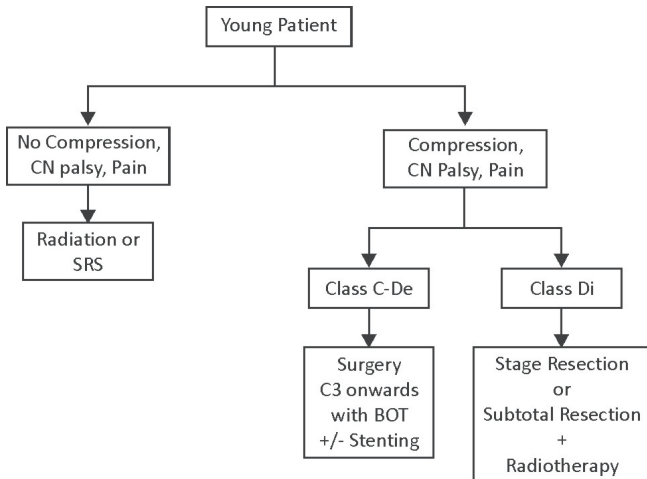 Young Patient
No Compression,
CN palsy, Pain
Compression,
CN Palsy, Pain
Radiation or
SRS
Class C-De
Class Di
Surgery
C3 onwards
with BOT
+/- Stenting
Stage Resection
or
Subtotal Resection
+
Radiotherapy